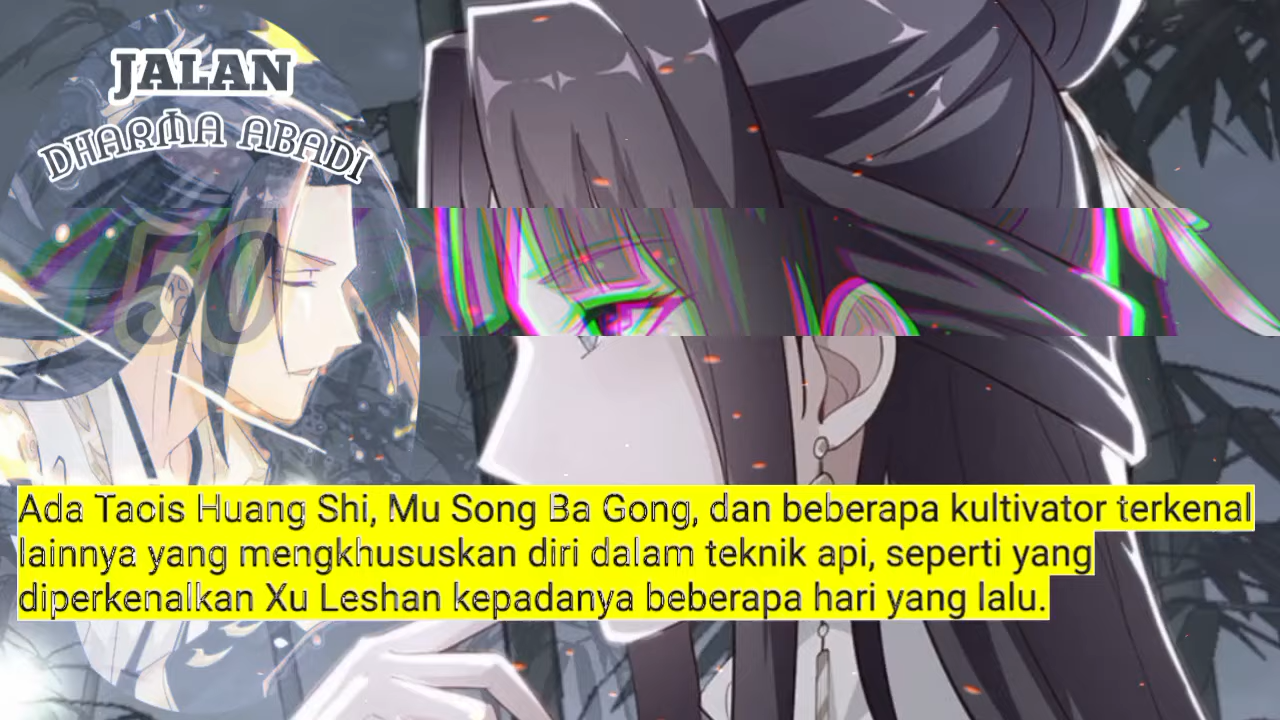 JALAN
DHARMA ABADI
50
Ada Taois Huang Shi, Mu Song Ba Gong, dan beberapa kultivator terkenal
lainnya yang mengkhususkan diri dalam teknik api, seperti yang
diperkenalkan Xu Leshan kepadanya beberapa hari yang lalu.